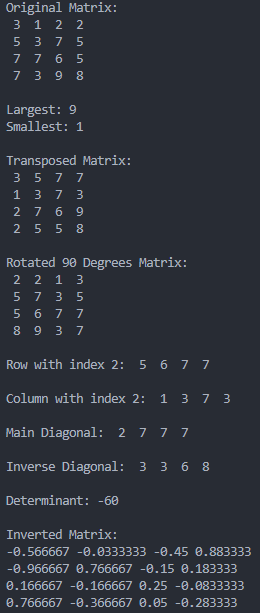 Original Matrix:
3 1 2 2
5 3 7 5
7 7 6 5
7 3 9 8
Largest: 9
Smallest: 1
Transposed Matrix:
3 5 7 7
1 3 7 3
2 7 6 9
2 5 5 8
Rotated 90 Degrees Matrix:
2 2 1 3
5 7 3 5
5 6 7 7
8 9 3 7
Row with index 2: 5 6 7 7
Column with index 2: 1 3 7 3
Main Diagonal: 2 7 7 7
Inverse Diagonal: 3 3 6 8
Determinant: -60
Inverted Matrix:
-0.566667 -0.0333333 -0.45 0.883333
-0.966667 0.766667 -0.15 0.183333
0.166667 -0.166667 0.25 -0.0833333
0.766667 -0.366667 0.05 -0.283333